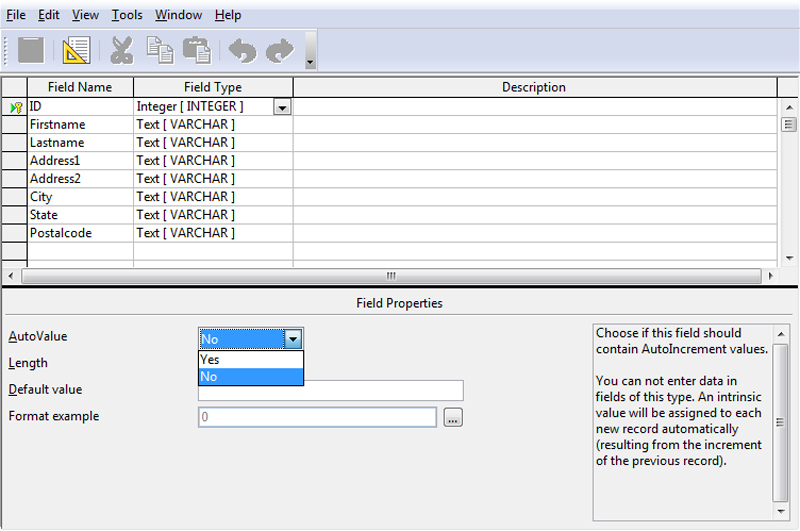 File Edit View Tools Window Help
Field Name Field Type Description
ID Integer [ INTEGER ]
Firstname Text [ VARCHAR ]
Lastname Text [ VARCHAR ]
Address1 Text [ VARCHAR ]
Address2 Text [ VARCHAR ]
City Text [ VARCHAR ]
State Text [ VARCHAR ]
Postalcode Text [ VARCHAR ]
Field Properties
AutoValue No
Yes
No
Length
Default value
Format example 0 ...
Choose if this field should
contain AutoIncrement values.
You can not enter data in
fields of this type. An intrinsic
value will be assigned to each
new record automatically
(resulting from the increment
of the previous record).